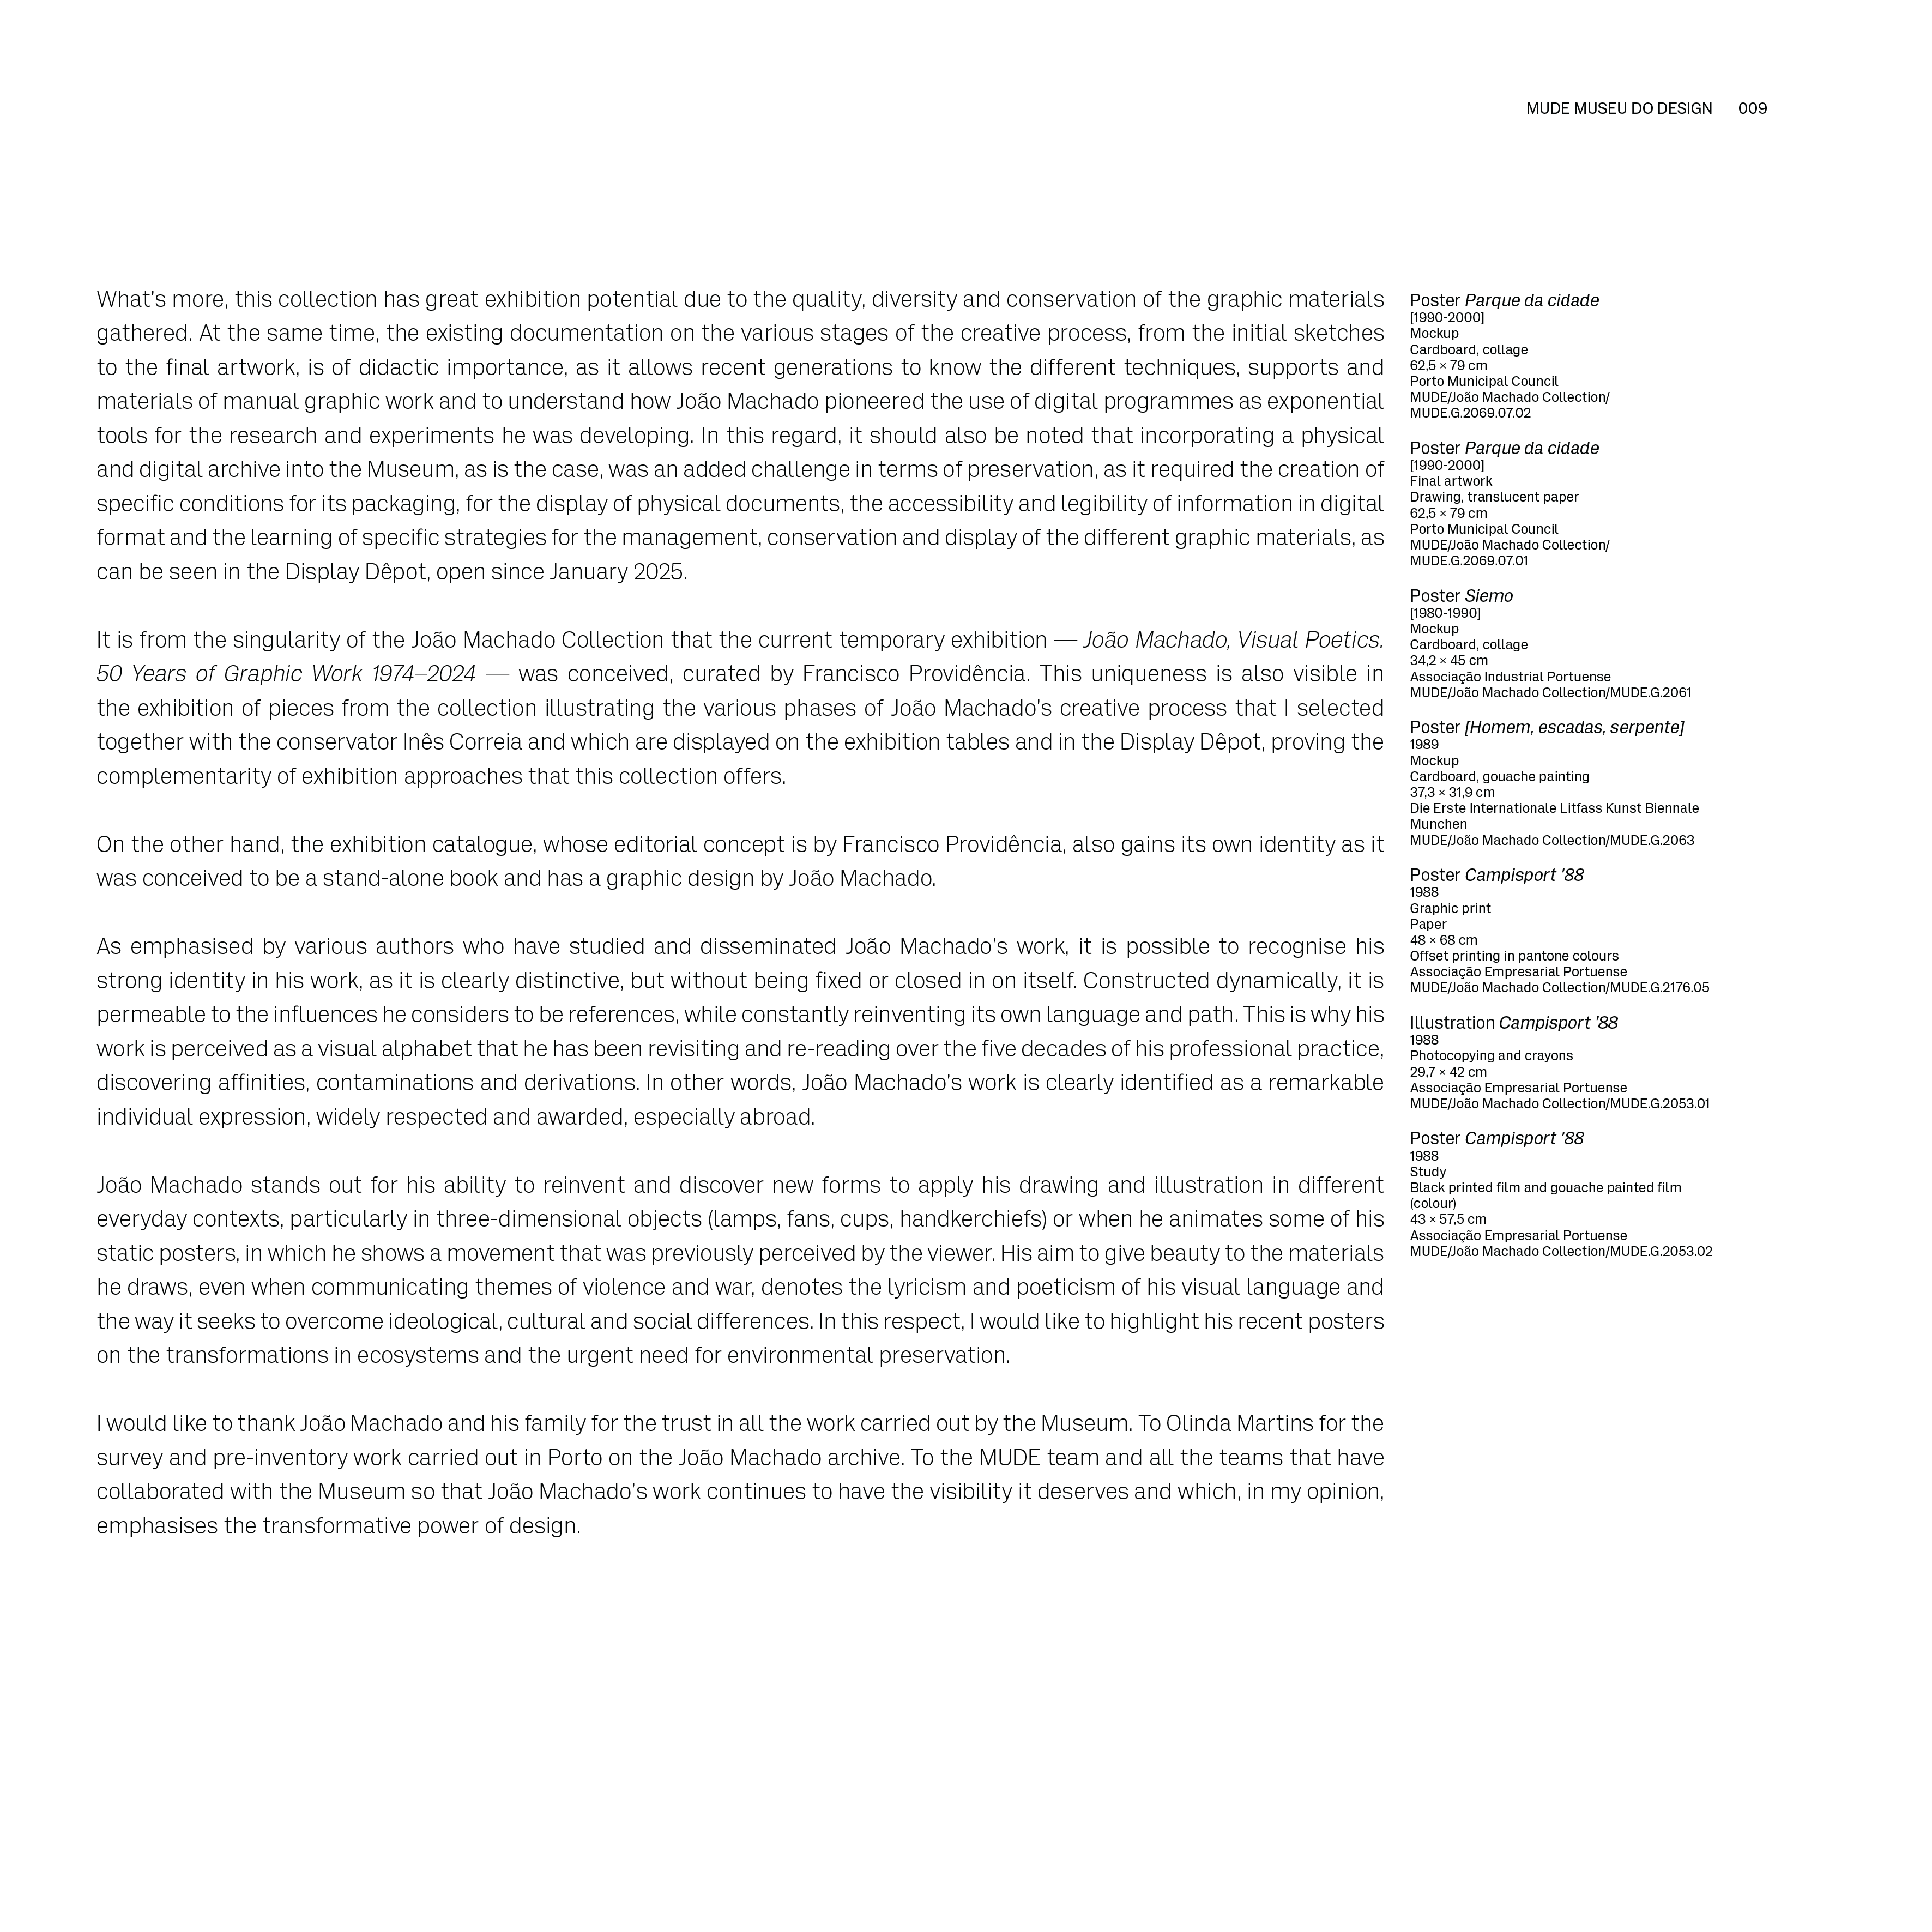 MUDE MUSEU DO DESIGN 009
What's more, this collection has great exhibition potential due to the quality, diversity and conservation of the graphic materials
gathered. At the same time, the existing documentation on the various stages of the creative process, from the initial sketches
to the final artwork, is of didactic importance, as it allows recent generations to know the different techniques, supports and
materials of manual graphic work and to understand how João Machado pioneered the use of digital programmes as exponential
tools for the research and experiments he was developing. In this regard, it should also be noted that incorporating a physical
and digital archive into the Museum, as is the case, was an added challenge in terms of preservation, as it required the creation of
specific conditions for its packaging, for the display of physical documents, the accessibility and legibility of information in digital
format and the learning of specific strategies for the management, conservation and display of the different graphic materials, as
can be seen in the Display Dêpot, open since January 2025.
It is from the singularity of the João Machado Collection that the current temporary exhibition — João Machado, Visual Poetics.
50 Years of Graphic Work 1974–2024 — was conceived, curated by Francisco Providência. This uniqueness is also visible in
the exhibition of pieces from the collection illustrating the various phases of João Machado's creative process that I selected
together with the conservator Inês Correia and which are displayed on the exhibition tables and in the Display Dêpot, proving the
complementarity of exhibition approaches that this collection offers.
On the other hand, the exhibition catalogue, whose editorial concept is by Francisco Providência, also gains its own identity as it
was conceived to be a stand-alone book and has a graphic design by João Machado.
As emphasised by various authors who have studied and disseminated João Machado's work, it is possible to recognise his
strong identity in his work, as it is clearly distinctive, but without being fixed or closed in on itself. Constructed dynamically, it is
permeable to the influences he considers to be references, while constantly reinventing its own language and path. This is why his
work is perceived as a visual alphabet that he has been revisiting and re-reading over the five decades of his professional practice,
discovering affinities, contaminations and derivations. In other words, João Machado's work is clearly identified as a remarkable
individual expression, widely respected and awarded, especially abroad.
João Machado stands out for his ability to reinvent and discover new forms to apply his drawing and illustration in different
everyday contexts, particularly in three-dimensional objects (lamps, fans, cups, handkerchiefs) or when he animates some of his
static posters, in which he shows a movement that was previously perceived by the viewer. His aim to give beauty to the materials
he draws, even when communicating themes of violence and war, denotes the lyricism and poeticism of his visual language and
the way it seeks to overcome ideological, cultural and social differences. In this respect, I would like to highlight his recent posters
on the transformations in ecosystems and the urgent need for environmental preservation.
I would like to thank João Machado and his family for the trust in all the work carried out by the Museum. To Olinda Martins for the
survey and pre-inventory work carried out in Porto on the João Machado archive. To the MUDE team and all the teams that have
collaborated with the Museum so that João Machado's work continues to have the visibility it deserves and which, in my opinion,
emphasises the transformative power of design.
Poster Parque da cidade
[1990-2000]
Mockup
Cardboard, collage
62,5 × 79 cm
Porto Municipal Council
MUDE/João Machado Collection/
MUDE.G.2069.07.02
Poster Parque da cidade
[1990-2000]
Final artwork
Drawing, translucent paper
62,5 × 79 cm
Porto Municipal Council
MUDE/João Machado Collection/
MUDE.G.2069.07.01
Poster Siemo
[1980-1990]
Mockup
Cardboard, collage
34,2 × 45 cm
Associação Industrial Portuense
MUDE/João Machado Collection/MUDE.G.2061
Poster [Homem, escadas, serpente]
1989
Mockup
Cardboard, gouache painting
37,3 × 31,9 cm
Die Erste Internationale Litfass Kunst Biennale
Munchen
MUDE/João Machado Collection/MUDE.G.2063
Poster Campisport '88
1988
Graphic print
Paper
48 × 68 cm
Offset printing in pantone colours
Associação Empresarial Portuense
MUDE/João Machado Collection/MUDE.G.2176.05
Illustration Campisport '88
1988
Photocopying and crayons
29,7 × 42 cm
Associação Empresarial Portuense
MUDE/João Machado Collection/MUDE.G.2053.01
Poster Campisport '88
1988
Study
Black printed film and gouache painted film
(colour)
43 × 57,5 cm
Associação Empresarial Portuense
MUDE/João Machado Collection/MUDE.G.2053.02